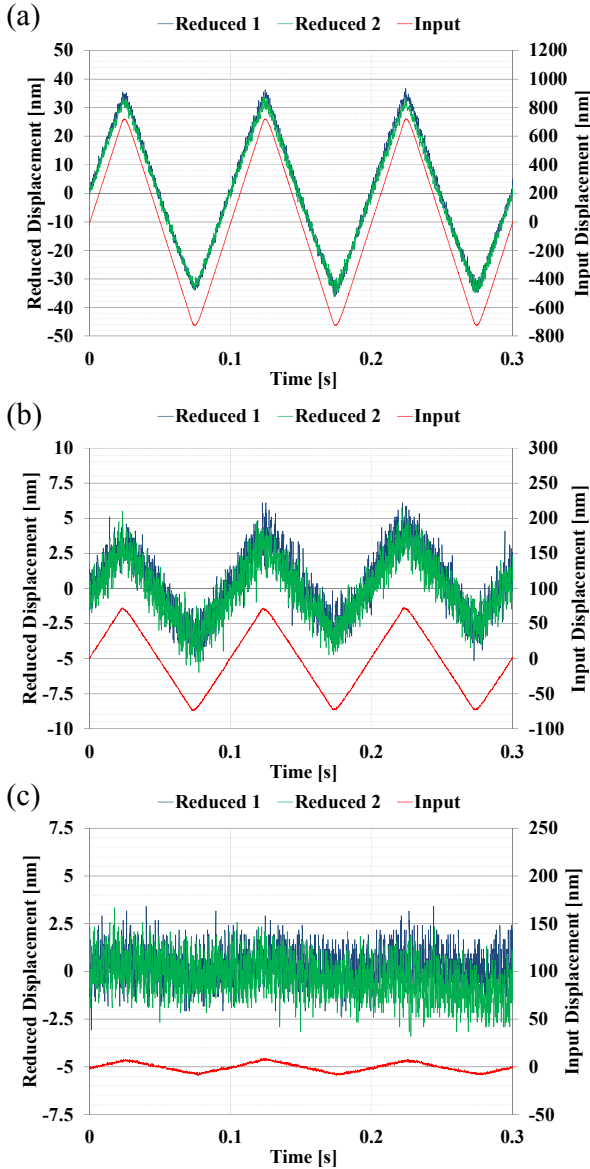 (a)
Reduced 1 Reduced 2 Input
50 1200
40 1000
30 800
20 600
10 400
0 200
-10 0
-20 -200
-30 -400
-40 -600
-50 -800
Reduced Displacement [nm]
Input Displacement [nm]
0 0.1 0.2 0.3
Time [s]
(b)
Reduced 1 Reduced 2 Input
10 300
7.5 250
5 200
2.5 150
0 100
-2.5 50
-5 0
-7.5 -50
-10 -100
Reduced Displacement [nm]
Input Displacement [nm]
0 0.1 0.2 0.3
Time [s]
(c)
Reduced 1 Reduced 2 Input
7.5 250
5 200
2.5 150
0 100
-2.5 50
-5 0
-7.5 -50
Reduced Displacement [nm]
Input Displacement [nm]
0 0.1 0.2 0.3
Time [s]